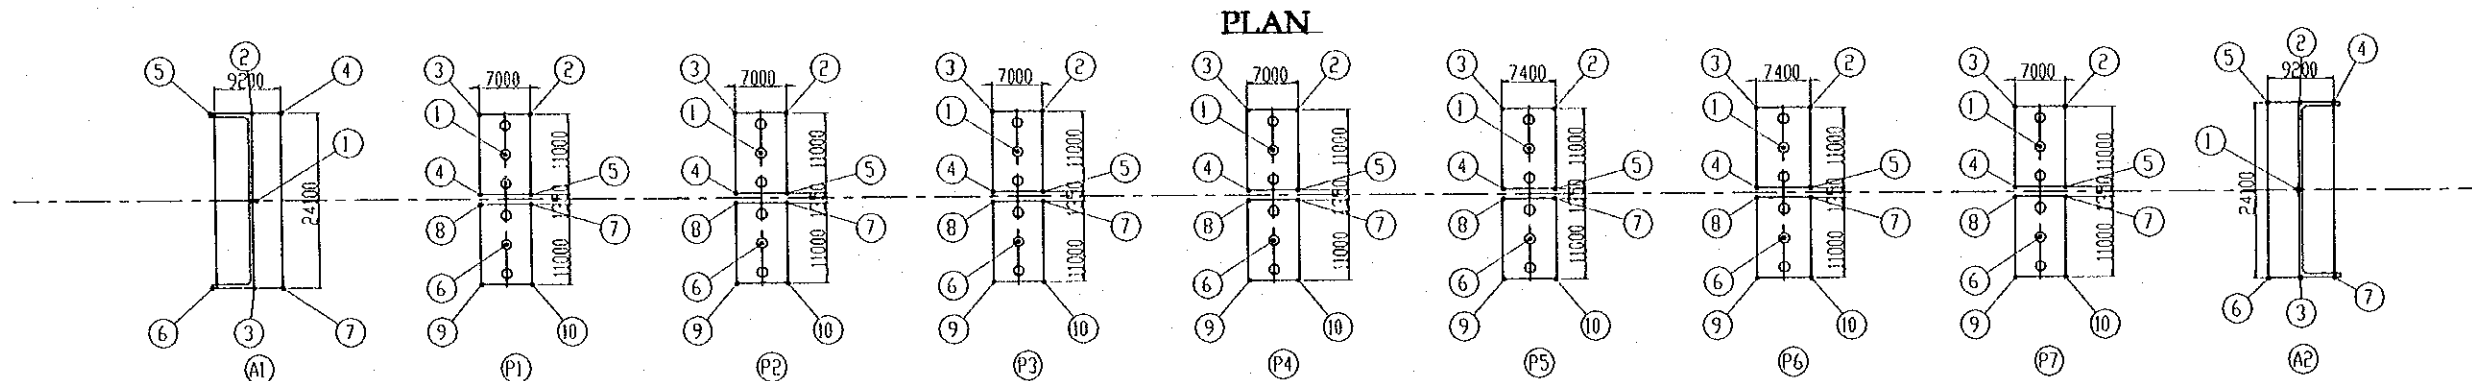 PLAN
5 2 4 3 2 3 2 3 2 3 2 3 2 3 2 3 2 5 2 4
9200 7000 7000 7000 7000 7400 7400 7000 9200
1 1 1 1 1 1 1 1 1
11000 11000 11000 11000 11000 11000 11000
4 5 4 5 4 5 4 5 4 5 4 5 4 5
24100 1350 1350 1350 1350 1350 1350 1350 24100
8 7 8 7 8 7 8 7 8 7 8 7 8 7
11000 11000 11000 11000 11000 11000 11000
6 6 6 6 6 6 6
6 3 7 9 10 9 10 9 10 9 10 9 10 9 10 9 10 6 3 7
A1 P1 P2 P3 P4 P5 P6 P7 A2